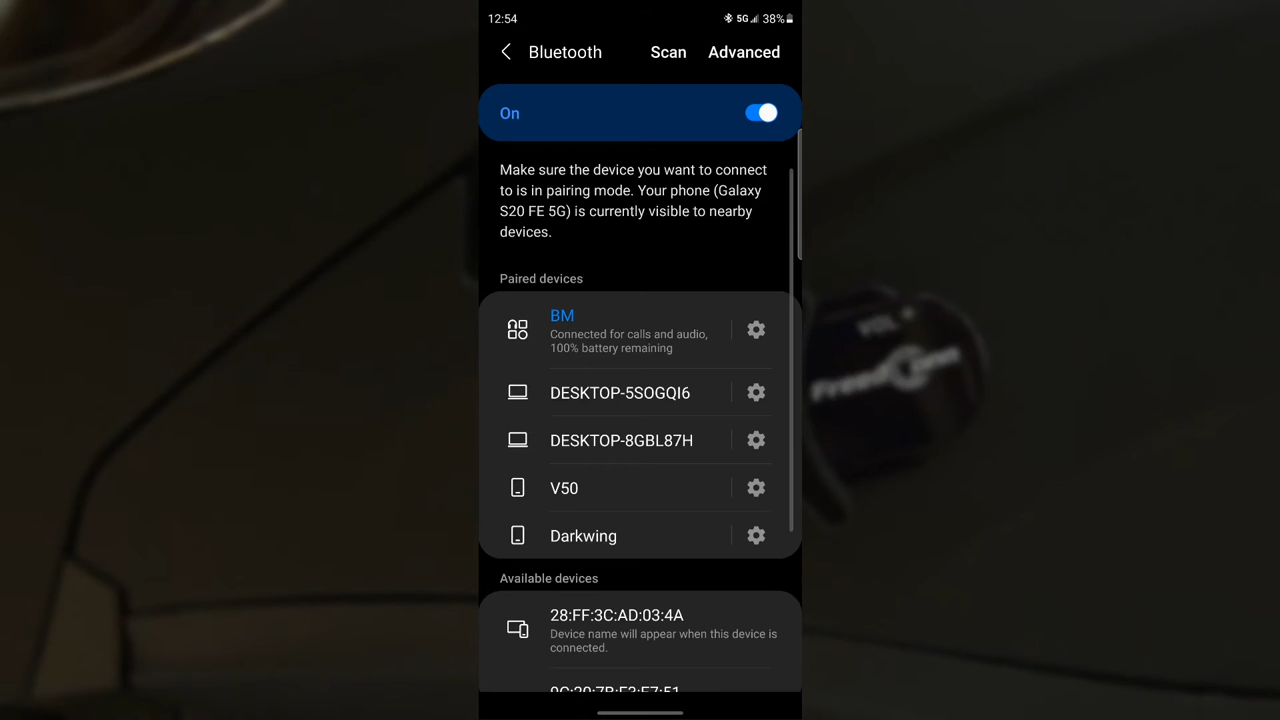 12:54
5G
38%
Bluetooth
Scan
Advanced
On
Make sure the device you want to connect
to is in pairing mode. Your phone (Galaxy
S20 FE 5G) is currently visible to nearby
devices.
Paired devices
BM
Connected for calls and audio,
100% battery remaining
DESKTOP-5SOGQI6
DESKTOP-8GBL87H
V50
Darkwing
Available devices
28:FF:3C:AD:03:4A
Device name will appear when this device is
connected.
VOL +
FreedConn